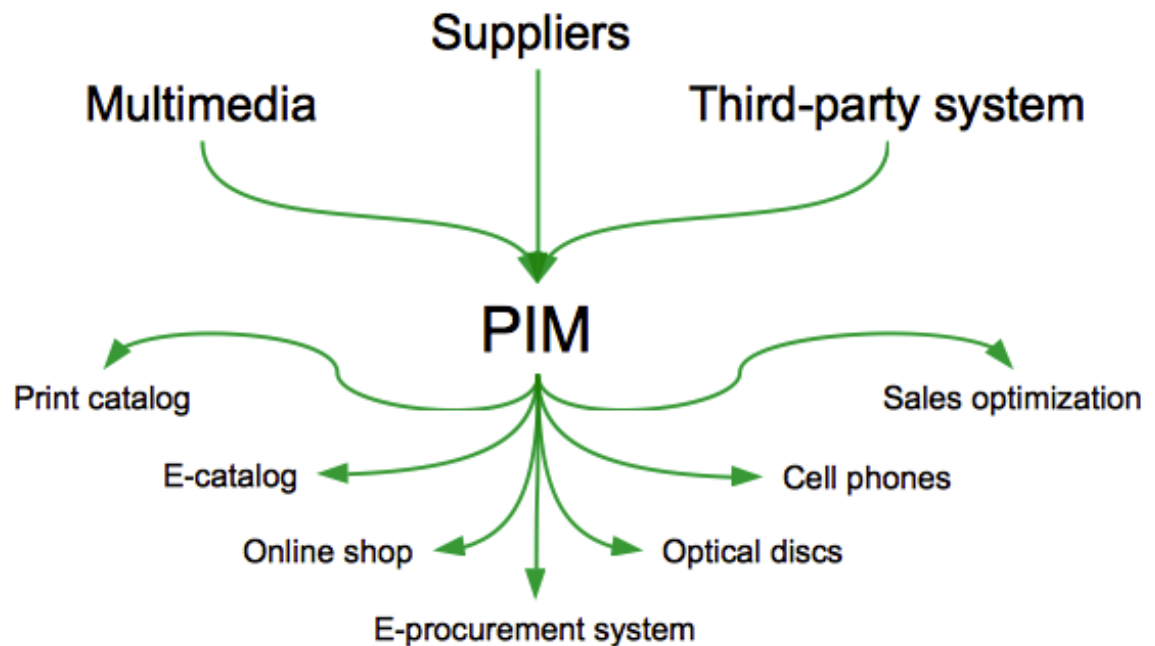 Suppliers
Multimedia
Third-party system
PIM
Print catalog
Sales optimization
E-catalog
Cell phones
Online shop
Optical discs
E-procurement system